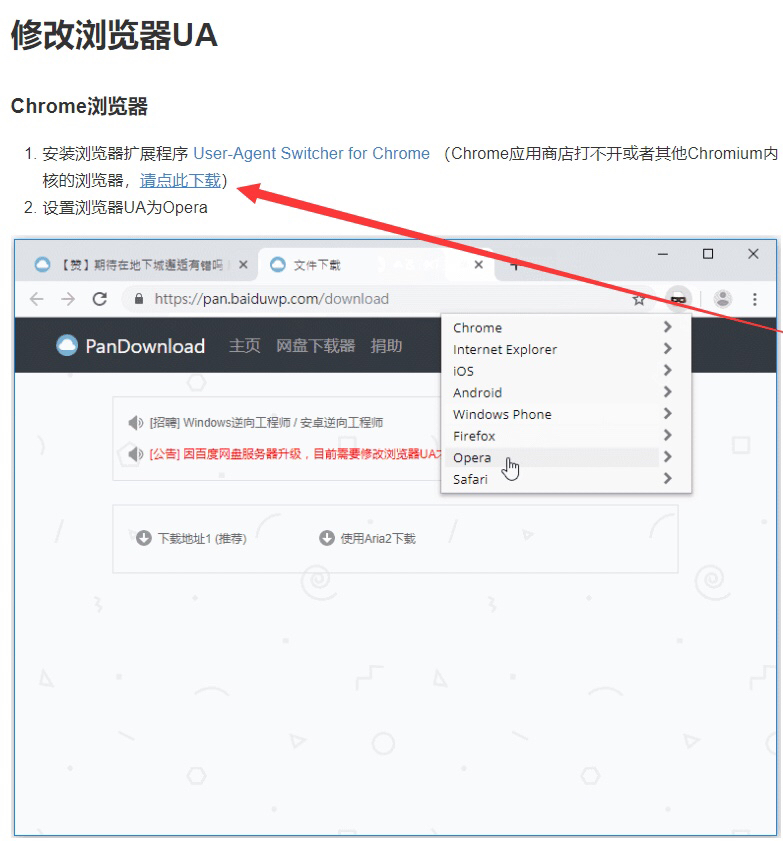 修改浏览器UA
Chrome浏览器
1. 安装浏览器扩展程序 User-Agent Switcher for Chrome （Chrome应用商店打不开或者其他Chromium内
核的浏览器，请点此下载）
2. 设置浏览器UA为Opera
【赞】期待在地下城邂逅有错吗
文件下载
https://pan.baiduwp.com/download
PanDownload 主页 网盘下载器 捐助
Chrome
Internet Explorer
iOS
Android
Windows Phone
Firefox
Opera
Safari
[招聘] Windows逆向工程师 / 安卓逆向工程师
[公告] 因百度网盘服务器升级，目前需要修改浏览器UA
下载地址1 (推荐) 使用Aria2下载